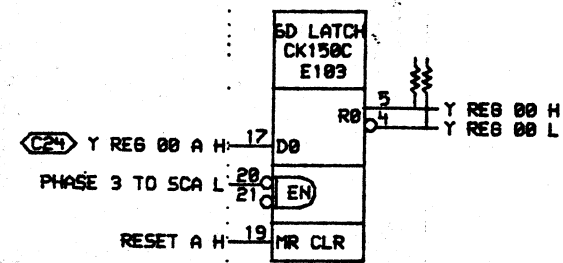 6D LATCH
CK150C
E103
5
R0
Y REG 00 H
4
Y REG 00 L
C24
Y REG 00 A H
17
D0
PHASE 3 TO SCA L
20
21
EN
RESET A H
19
MR CLR